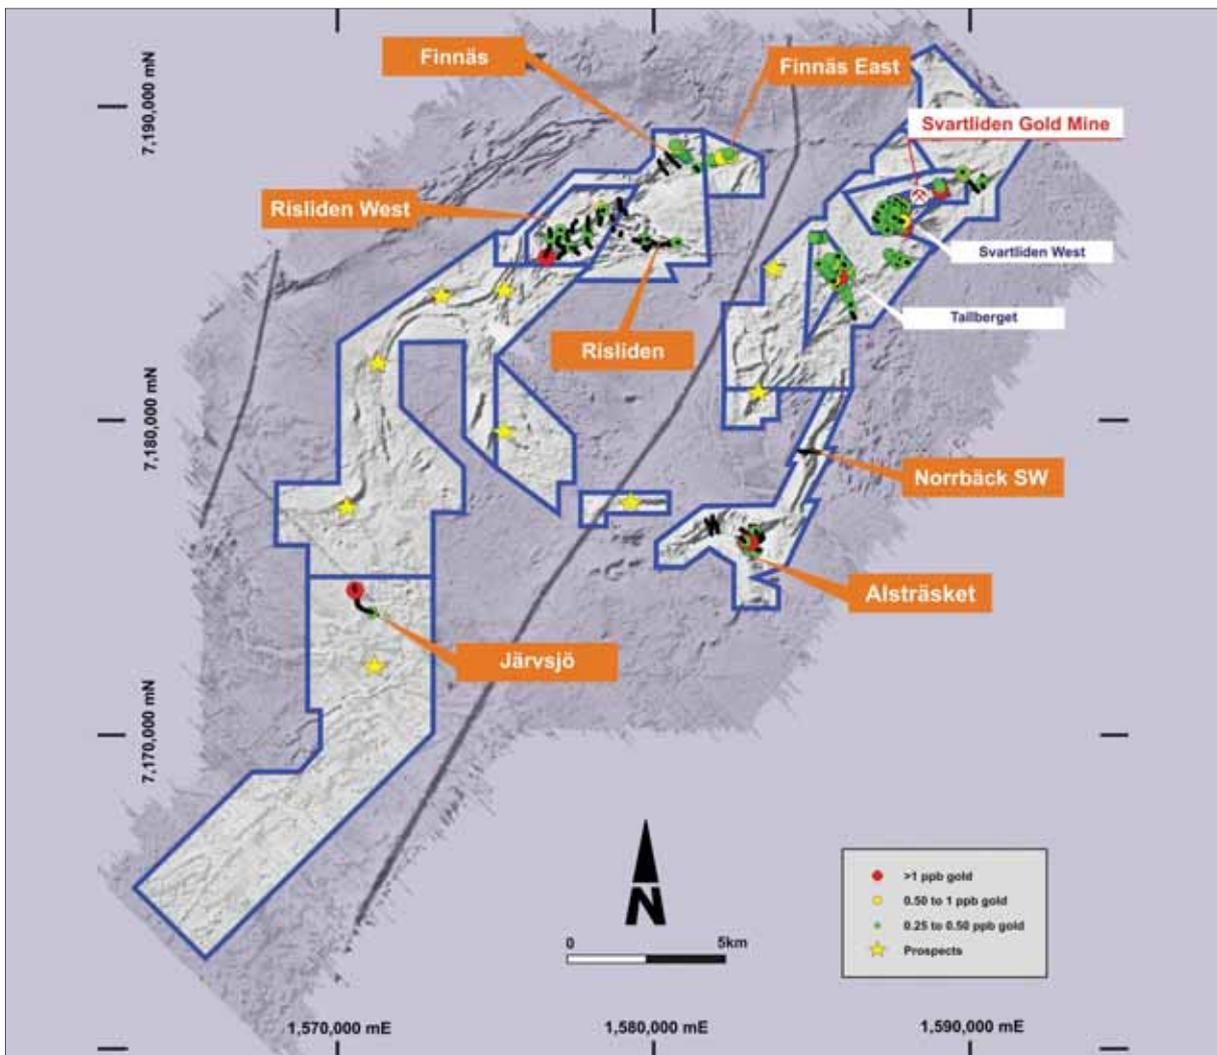 Finnäs
Finnäs East
7,190,000 mN
Svartliden Gold Mine
Risliden West
Svartliden West
Tailberget
Risliden
7,180,000 mN
Norrbäck SW
Alsträsket
Järvsjö
7,170,000 mN
N
0 5km
>1 ppb gold
0.50 to 1 ppb gold
0.25 to 0.50 ppb gold
Prospects
1,570,000 mE
1,580,000 mE
1,590,000 mE